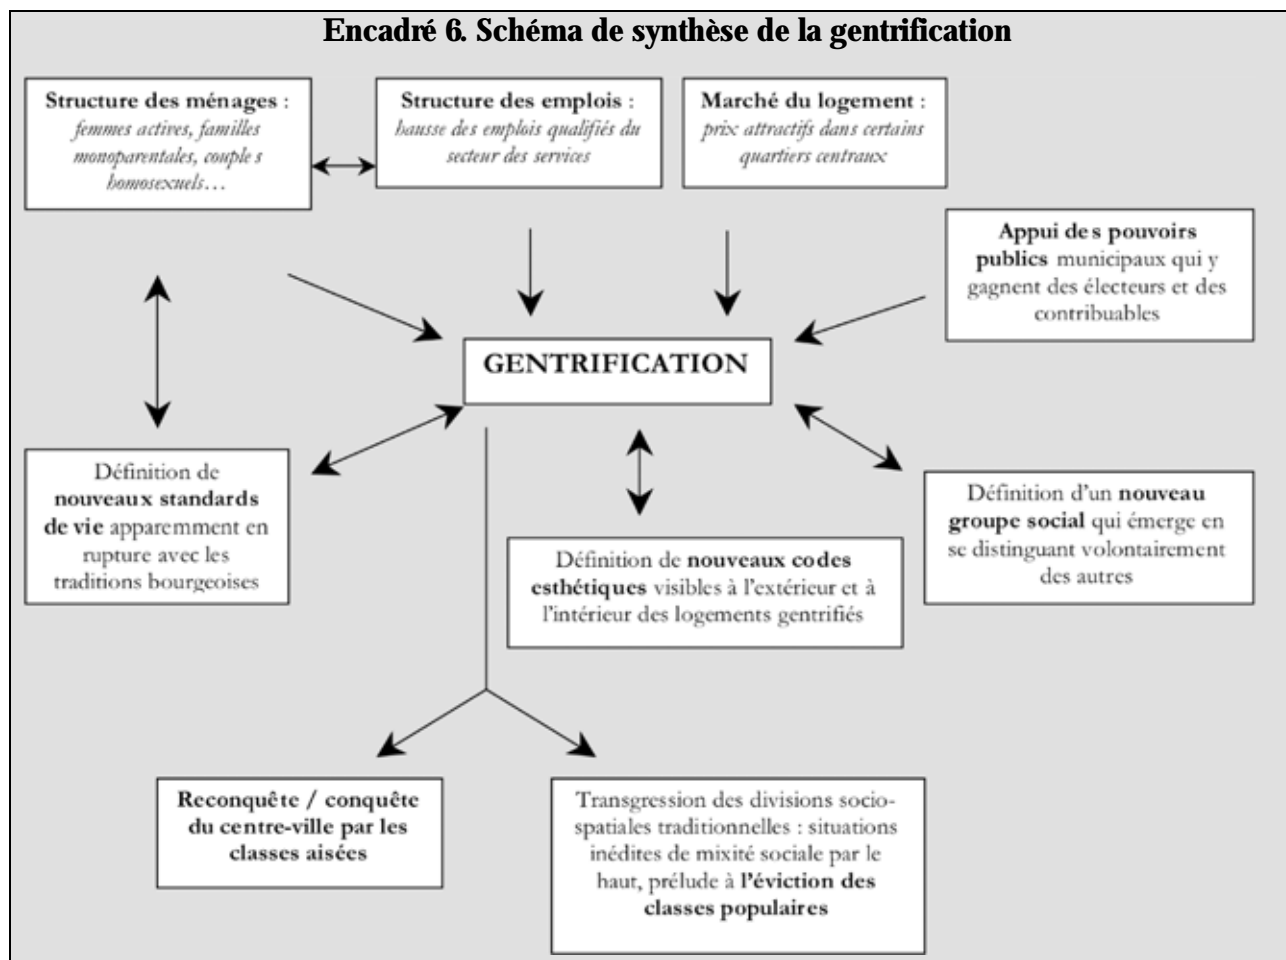 Encadré 6. Schéma de synthèse de la gentrification
Structure des ménages :
femmes actives, familles
monoparentales, couple s
homosexuels…
Structure des emplois :
hausse des emplois qualifiés du
secteur des services
Marché du logement :
prix attractifs dans certains
quartiers centraux
Appui des pouvoirs
publics municipaux qui y
gagnent des électeurs et des
contribuables
GENTRIFICATION
Définition de
nouveaux standards
de vie apparemment en
rupture avec les
traditions bourgeoises
Définition de nouveaux codes
esthétiques visibles à l'extérieur et à
l'intérieur des logements gentrifiés
Définition d'un nouveau
groupe social qui émerge en
se distinguant volontairement
des autres
Reconquête / conquête
du centre-ville par les
classes aisées
Transgression des divisions socio-
spatiales traditionnelles : situations
inédites de mixité sociale par le
haut, prélude à l'éviction des
classes populaires